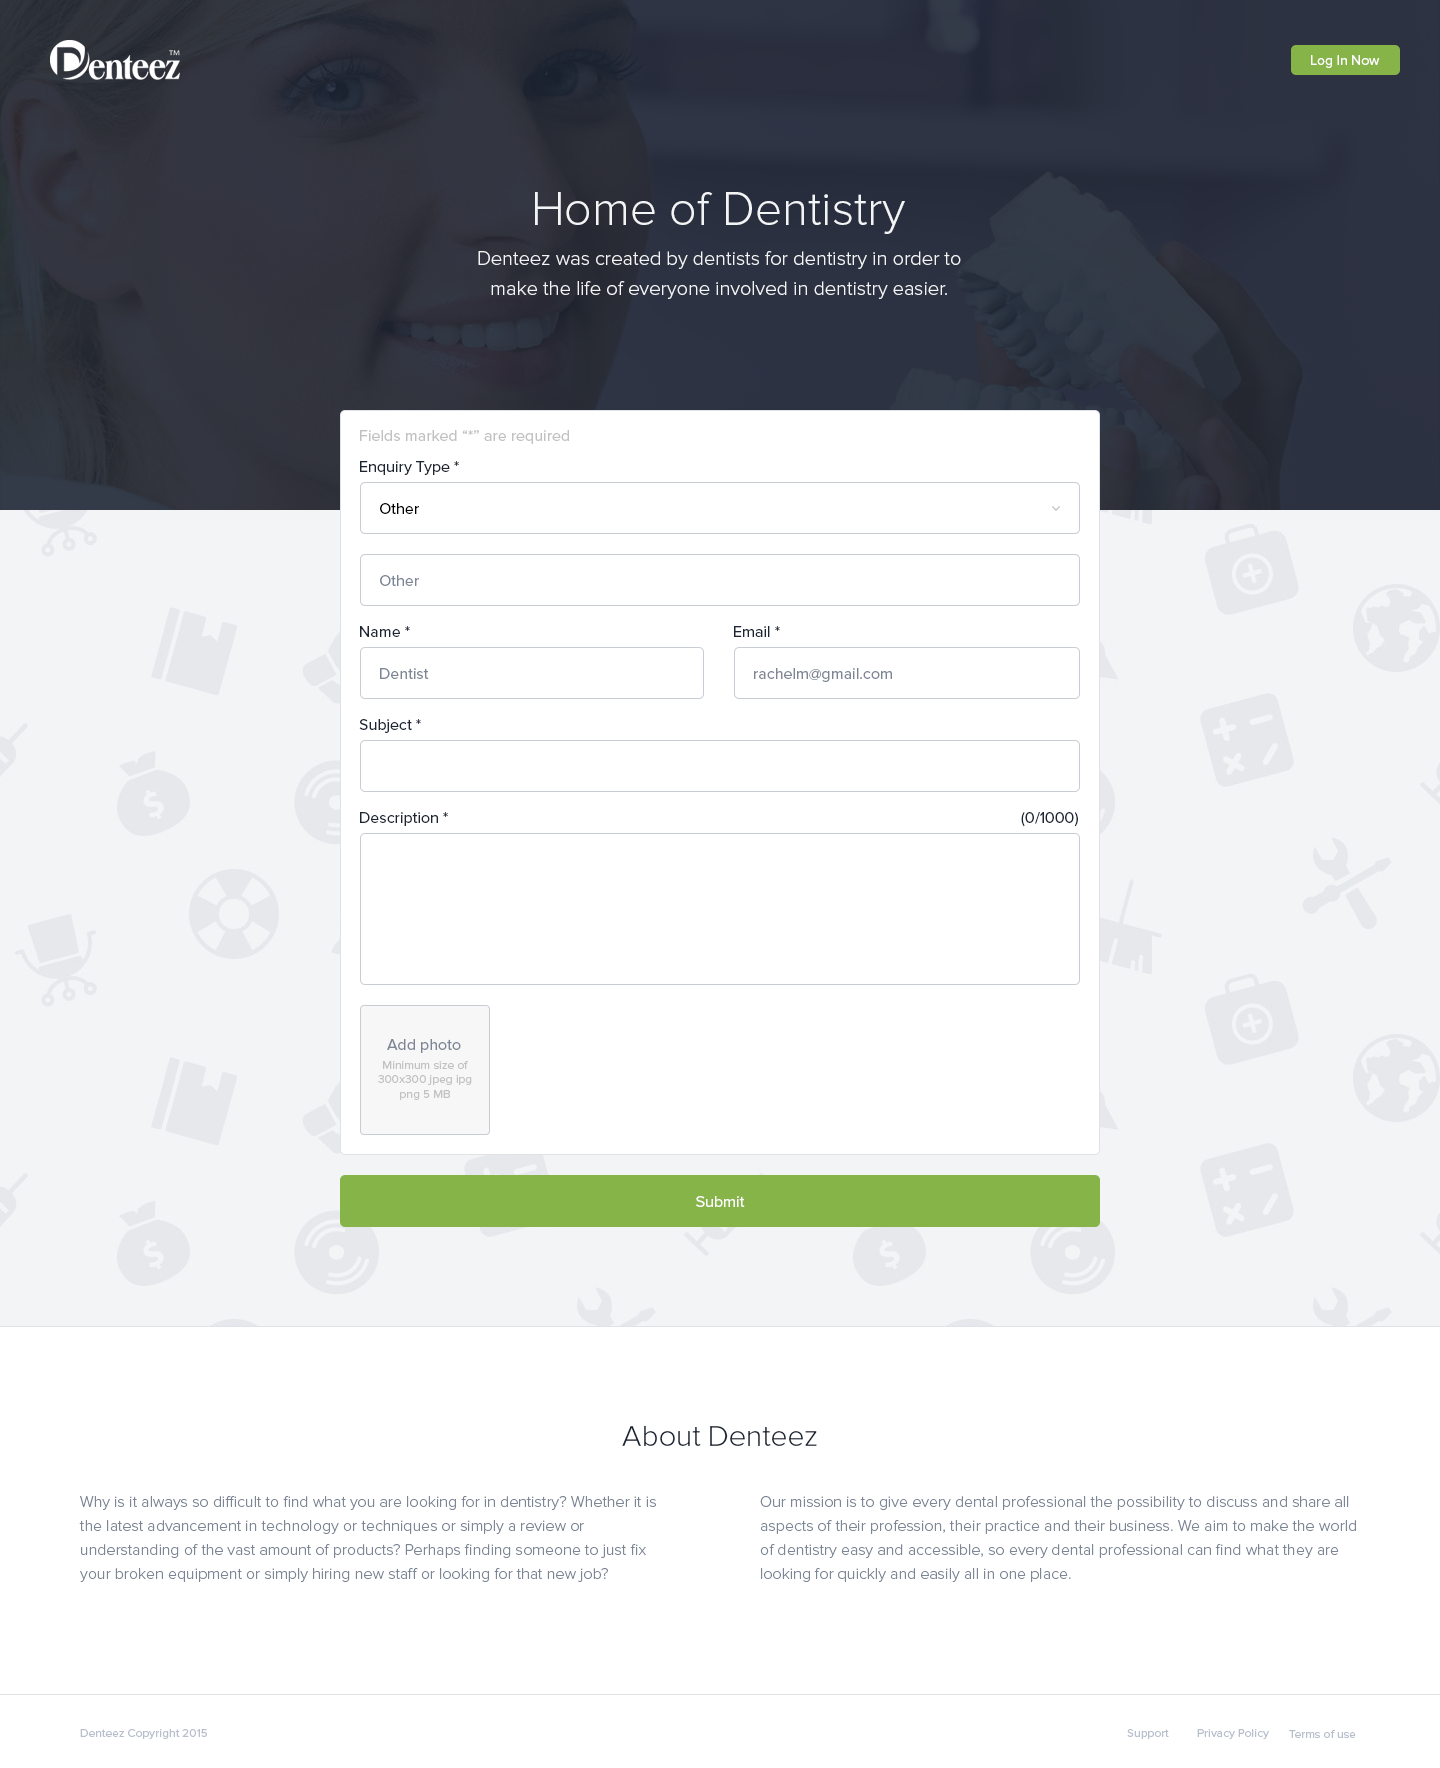 Denteez™
Log In Now
Home of Dentistry
Denteez was created by dentists for dentistry in order to
make the life of everyone involved in dentistry easier.
Fields marked “*” are required
Enquiry Type *
Other
Other
Name *
Email *
Dentist
rachelm@gmail.com
Subject *
Description *
(0/1000)
Add photo
Minimum size of
300x300 jpeg ipg
png 5 MB
Submit
About Denteez
Why is it always so difficult to find what you are looking for in dentistry? Whether it is
the latest advancement in technology or techniques or simply a review or
understanding of the vast amount of products? Perhaps finding someone to just fix
your broken equipment or simply hiring new staff or looking for that new job?
Our mission is to give every dental professional the possibility to discuss and share all
aspects of their profession, their practice and their business. We aim to make the world
of dentistry easy and accessible, so every dental professional can find what they are
looking for quickly and easily all in one place.
Denteez Copyright 2015
Support
Privacy Policy
Terms of use